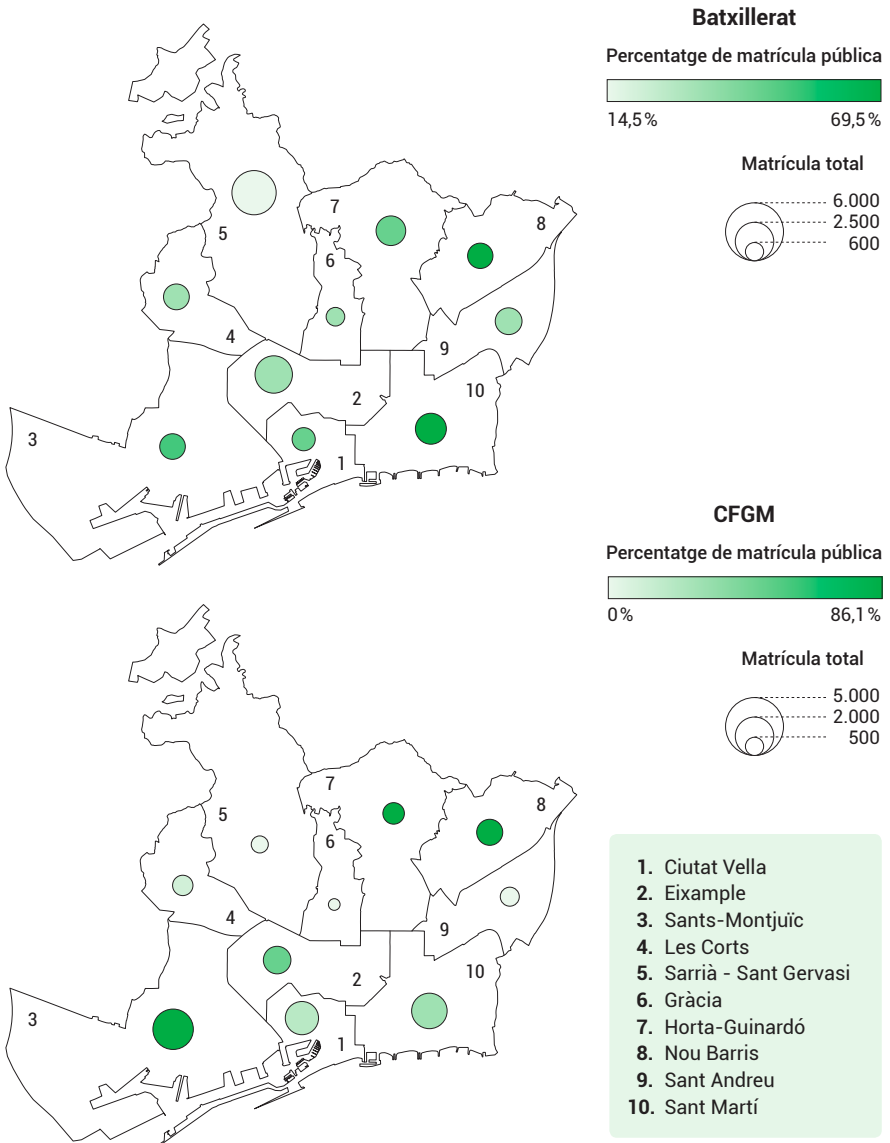 Batxillerat
Percentatge de matrícula pública
14,5 % 69,5 %
Matrícula total
6.000
2.500
600
7
8
5
6
4
9
10
2
3
1
CFGM
Percentatge de matrícula pública
0 % 86,1 %
Matrícula total
5.000
2.000
500
7
8
5
6
4
9
10
2
3
1
1. Ciutat Vella
2. Eixample
3. Sants-Montjuïc
4. Les Corts
5. Sarrià - Sant Gervasi
6. Gràcia
7. Horta-Guinardó
8. Nou Barris
9. Sant Andreu
10. Sant Martí